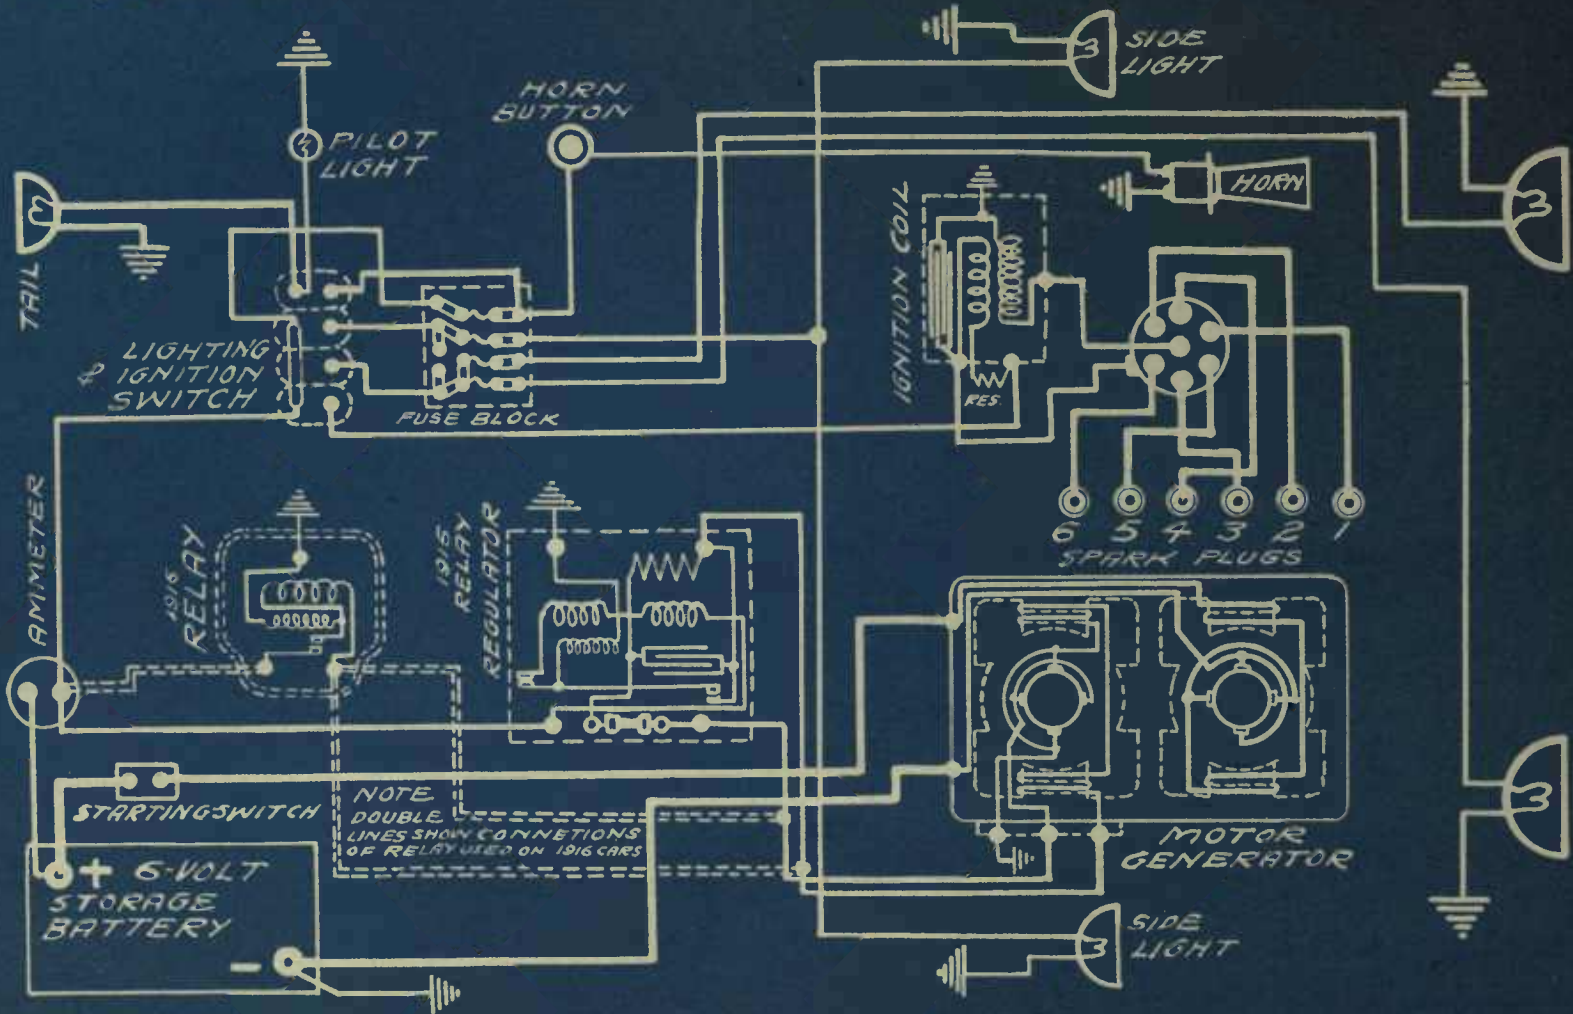 SIDE
LIGHT
HORN
BUTTON
PILOT
LIGHT
HORN
TAIL
IGNITION COIL
LIGHTING
& IGNITION
SWITCH
RES.
FUSE BLOCK
AMMETER
1916
RELAY
1916
RELAY
REGULATOR
6 5 4 3 2 1
SPARK PLUGS
STARTING SWITCH
NOTE
DOUBLE
LINES SHOW CONNETIONS
OF RELAY USED ON 1916 CARS
MOTOR
GENERATOR
+ 6-VOLT
STORAGE
BATTERY
-
SIDE
LIGHT